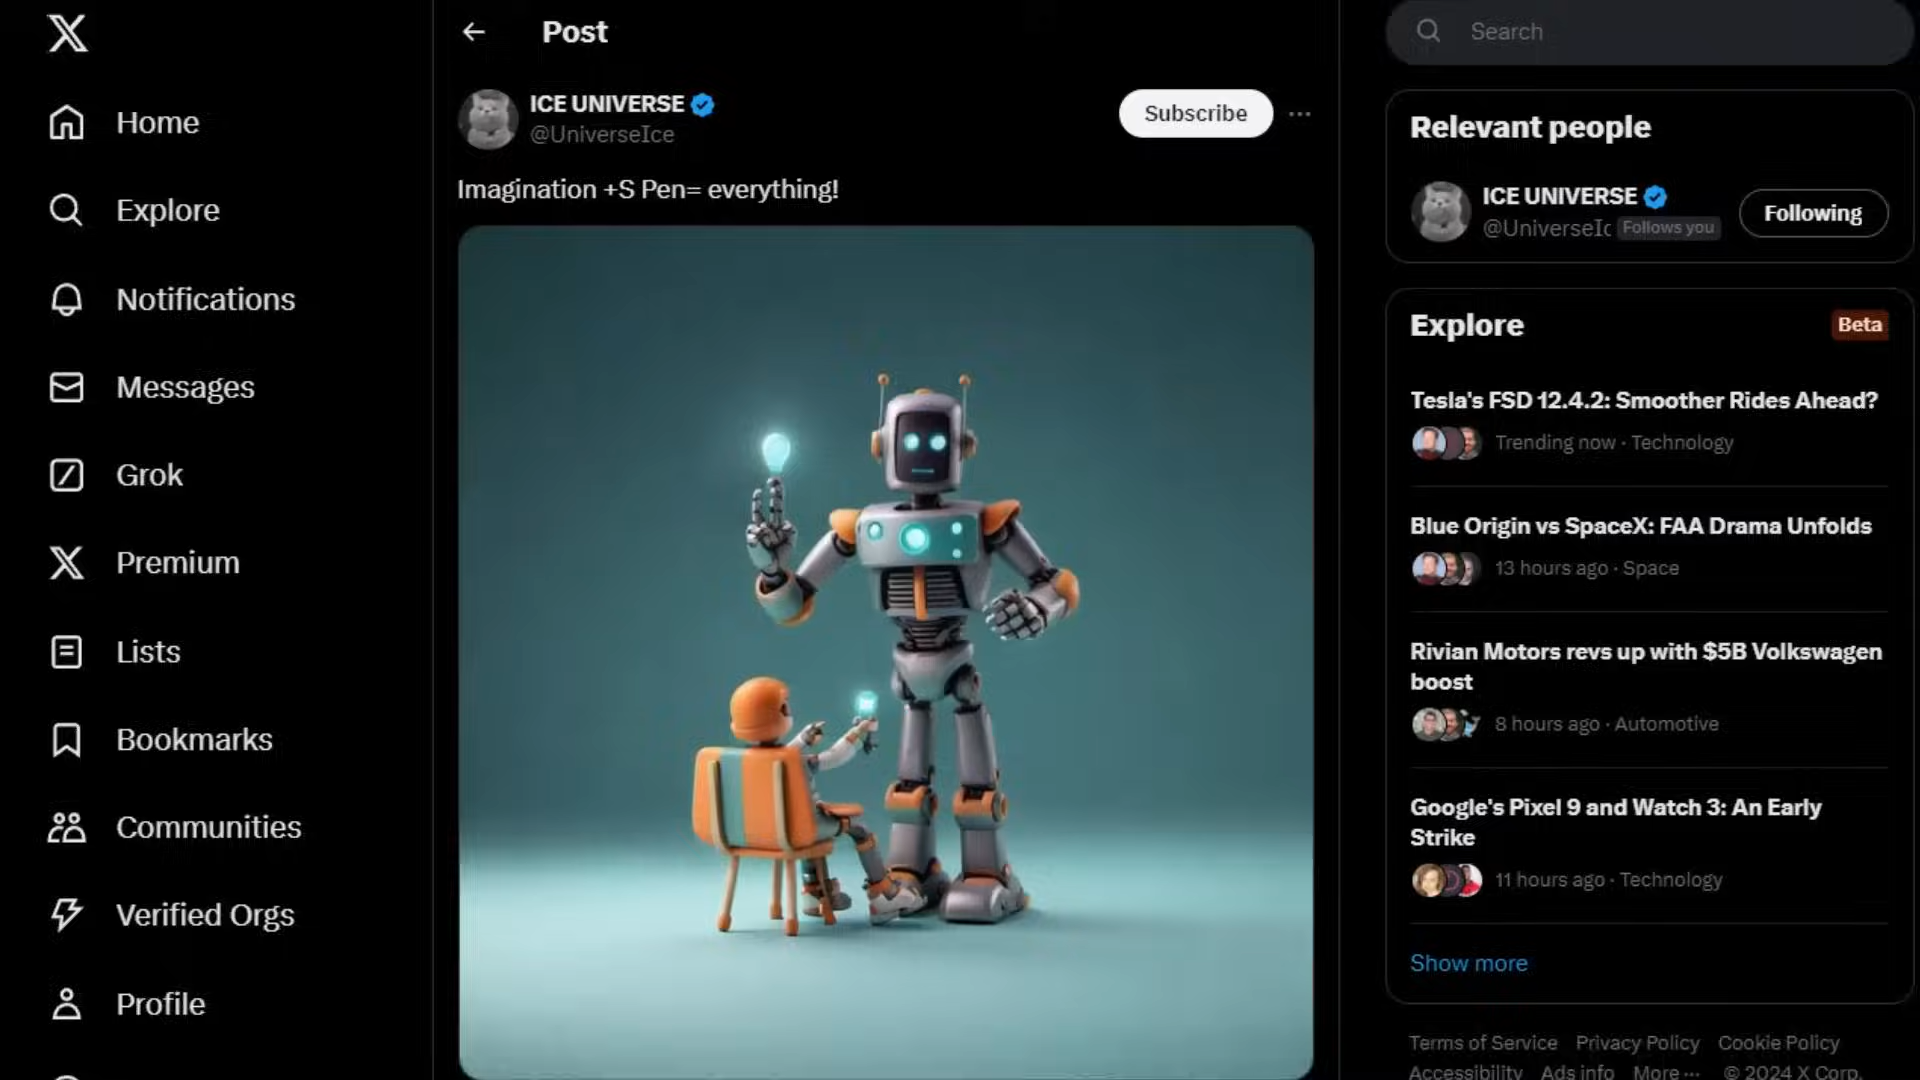 Home
Explore
Notifications
Messages
Grok
Premium
Lists
Bookmarks
Communities
Verified Orgs
Profile
Post
ICE UNIVERSE
@UniverseIce
Subscribe
Imagination +S Pen= everything!
Search
Relevant people
ICE UNIVERSE
@UniverseIc Follows you
Following
Explore
Beta
Tesla's FSD 12.4.2: Smoother Rides Ahead?
Trending now · Technology
Blue Origin vs SpaceX: FAA Drama Unfolds
13 hours ago · Space
Rivian Motors revs up with $5B Volkswagen
boost
8 hours ago · Automotive
Google's Pixel 9 and Watch 3: An Early
Strike
11 hours ago · Technology
Show more
Terms of Service Privacy Policy Cookie Policy
Accessibility Ads info More ··· © 2024 X Corp.